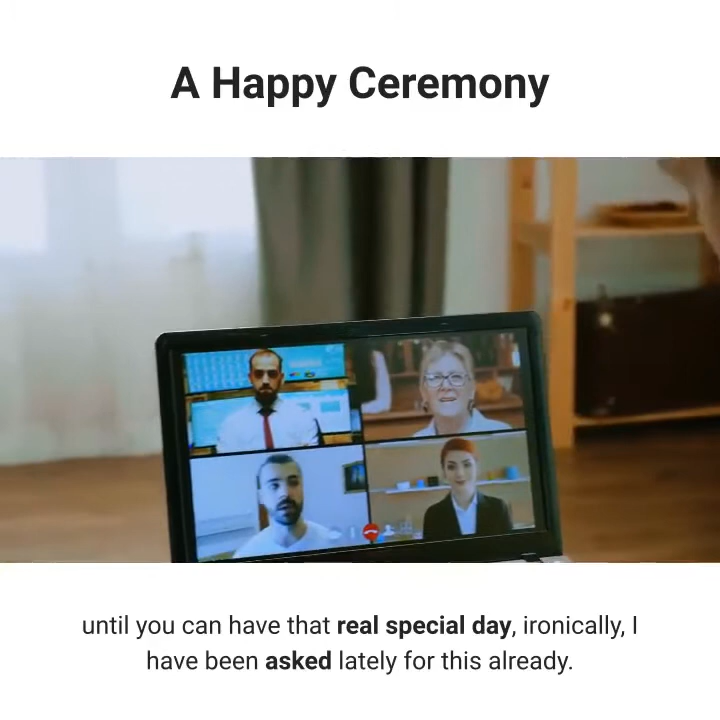 A Happy Ceremony
until you can have that real special day, ironically, I
have been asked lately for this already.